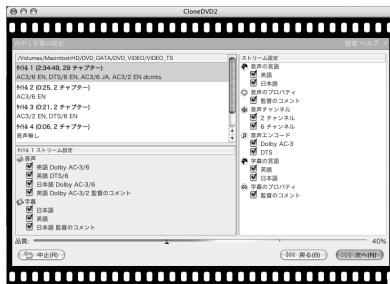 CloneDVD2
音声と字幕の設定
設定 ヘルプ ?
/Volumes/MacintoshHD/DVD_DATA/DVD_VIDEO/VIDEO_TS
ﾀｲﾄﾙ 1 (2:34:49, 29 チャプター)
AC3/6 EN, DTS/6 EN, AC3/6 JA, AC3/2 EN dcmts.
ﾀｲﾄﾙ 2 (0:25, 2 チャプター)
AC3/6 EN
ﾀｲﾄﾙ 3 (0:21, 2 チャプター)
AC3/2 EN, DTS/6 EN
ﾀｲﾄﾙ 4 (0:06, 2 チャプター)
音声無し
ﾀｲﾄﾙ 1 ストリーム設定
音声
英語 Dolby AC-3/6
英語 DTS/6
日本語 Dolby AC-3/6
英語 Dolby AC-3/2 監督のコメント
字幕
日本語
英語
日本語 監督のコメント
ストリーム設定
音声の言語
英語
日本語
音声のプロパティ
監督のコメント
音声チャンネル
2 チャンネル
6 チャンネル
音声エンコード
Dolby AC-3
DTS
字幕の言語
英語
日本語
字幕のプロパティ
監督のコメント
品質:
40%
中止(R)
戻る(B)
次へ(N)